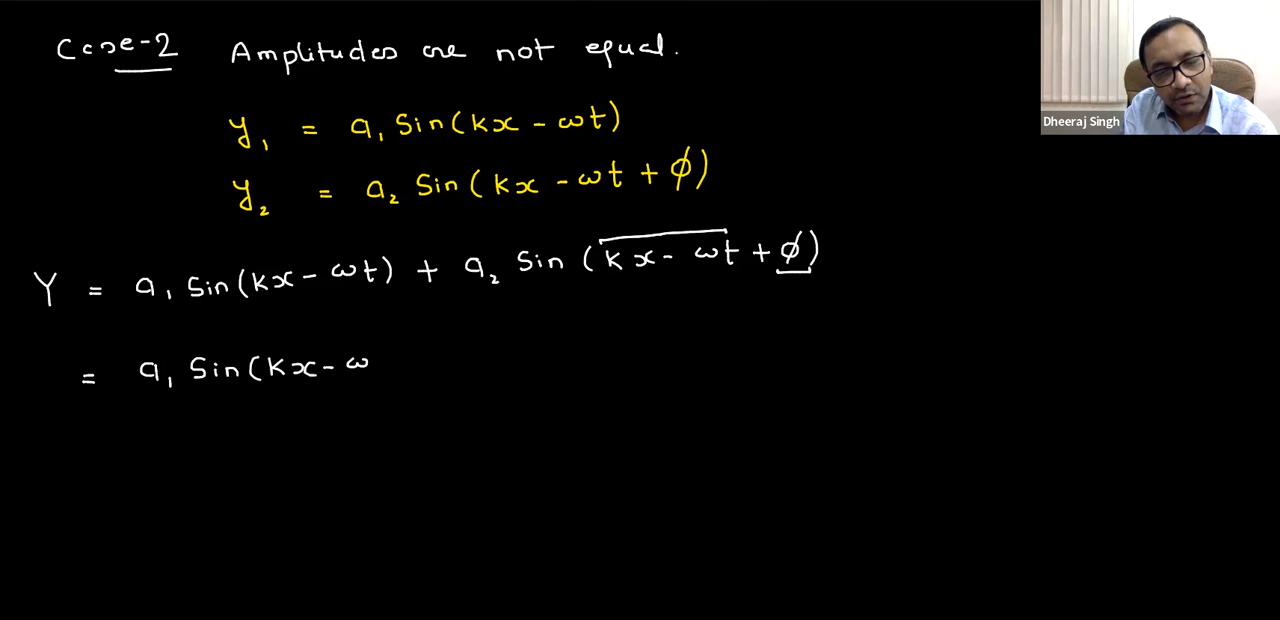 Case-2 Amplitudes are not equal.
y₁ = a₁ Sin(kx - ωt)
y₂ = a₂ Sin(kx - ωt + ϕ)
Y = a₁ Sin(kx - ωt) + a₂ Sin (kx - ωt + ϕ)
= a₁ Sin(kx - ω
Dheeraj Singh